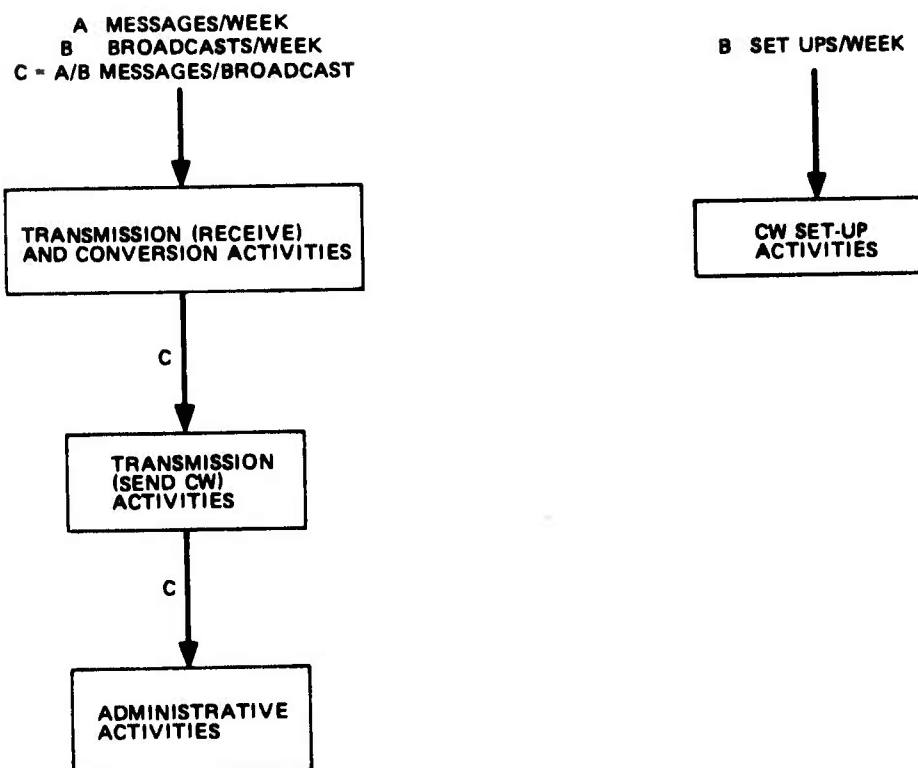 A MESSAGES/WEEK
B BROADCASTS/WEEK
C = A/B MESSAGES/BROADCAST
B SET UPS/WEEK
TRANSMISSION (RECEIVE)
AND CONVERSION ACTIVITIES
CW SET-UP
ACTIVITIES
C
TRANSMISSION
(SEND CW)
ACTIVITIES
C
ADMINISTRATIVE
ACTIVITIES